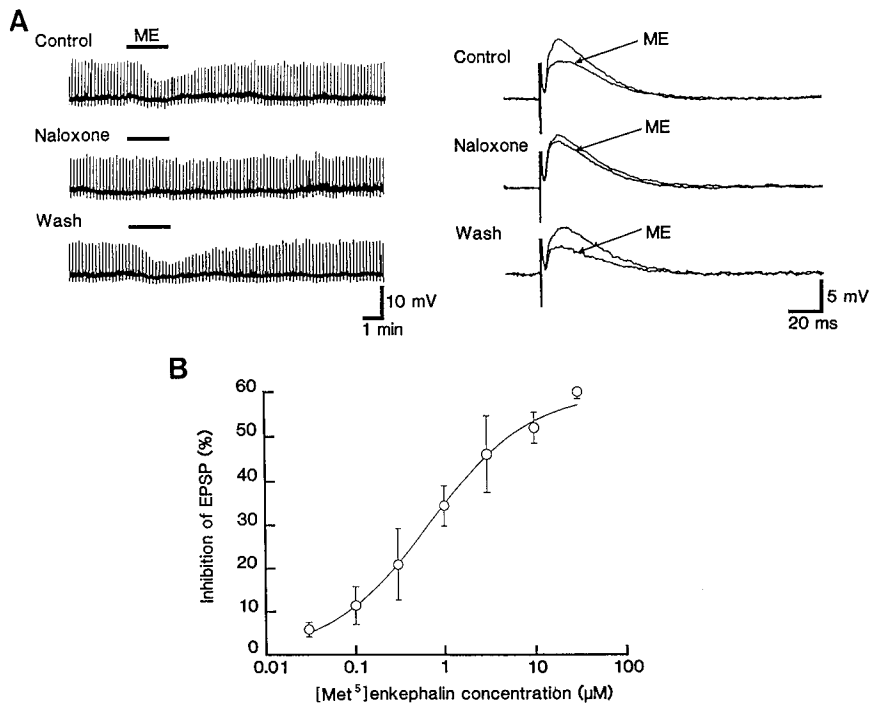 A
Control
ME
Naloxone
Wash
10 mV
1 min
Control
ME
Naloxone
ME
Wash
ME
5 mV
20 ms
B
Inhibition of EPSP (%)
60
50
40
30
20
10
0
0.01
0.1
1
10
100
[Met⁵]enkephalin concentration (μM)